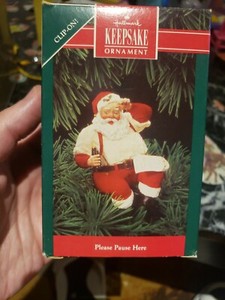 CLIP-ON!
Hallmark
KEEPSAKE
ORNAMENT
Please Pause Here